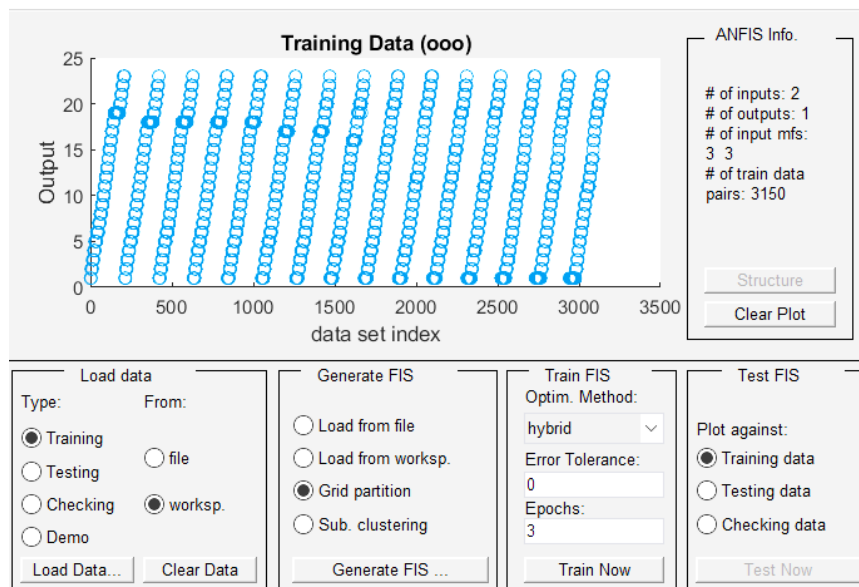 Training Data (ooo)
25
20
15
10
5
0
Output
0 500 1000 1500 2000 2500 3000 3500
data set index
ANFIS Info.
# of inputs: 2
# of outputs: 1
# of input mfs:
3 3
# of train data
pairs: 3150
Structure
Clear Plot
Load data
Type: From:
Training
file
Testing
Checking
worksp.
Demo
Load Data... Clear Data
Generate FIS
Load from file
Load from worksp.
Grid partition
Sub. clustering
Generate FIS ...
Train FIS
Optim. Method:
hybrid
Error Tolerance:
0
Epochs:
3
Train Now
Test FIS
Plot against:
Training data
Testing data
Checking data
Test Now